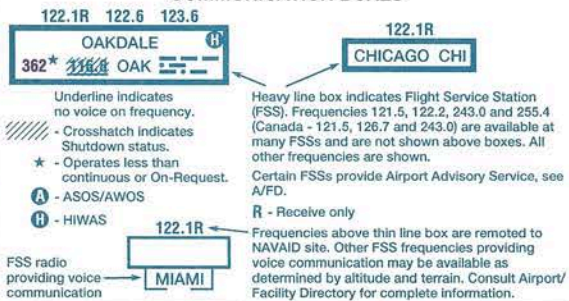 122.1R 122.6 123.6
OAKDALE H
362* OAK
Underline indicates
no voice on frequency.
- Crosshatch indicates
Shutdown status.
★ - Operates less than
continuous or On-Request.
A - ASOS/AWOS
H - HIWAS
122.1R
CHICAGO CHI
Heavy line box indicates Flight Service Station
(FSS). Frequencies 121.5, 122.2, 243.0 and 255.4
(Canada - 121.5, 126.7 and 243.0) are available at
many FSSs and are not shown above boxes. All
other frequencies are shown.
Certain FSSs provide Airport Advisory Service, see
A/FD.
R - Receive only
122.1R
Frequencies above thin line box are remoted to
NAVAID site. Other FSS frequencies providing
voice communication may be available as
determined by altitude and terrain. Consult Airport/
Facility Directory for complete information.
FSS radio
providing voice
communication
MIAMI